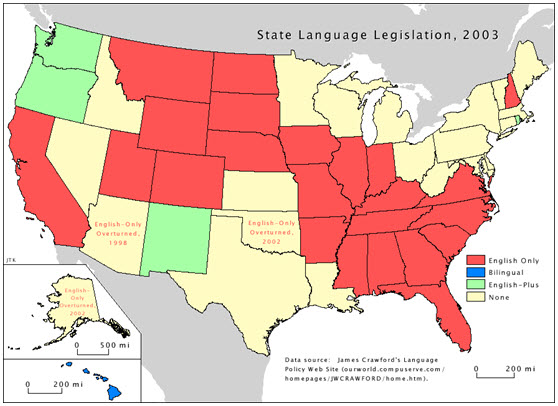 State Language Legislation, 2003
English-Only
Overturned,
1998
English-Only
Overturned,
2002
English Only
Bilingual
English-Plus
None
JTK
English-
Only
Overturned,
2002
0 500 mi
0 200 mi
Data source: James Crawford's Language
Policy Web Site (ourworld.compuserve.com/
homepages/JWCRAWFORD/home.htm).
0 200 mi